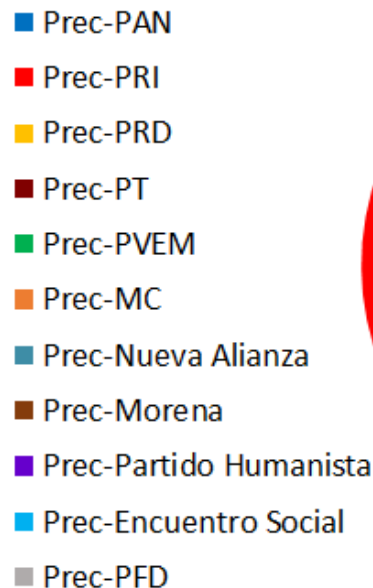 Prec-PAN
Prec-PRI
Prec-PRD
Prec-PT
Prec-PVEM
Prec-MC
Prec-Nueva Alianza
Prec-Morena
Prec-Partido Humanista
Prec-Encuentro Social
Prec-PFD